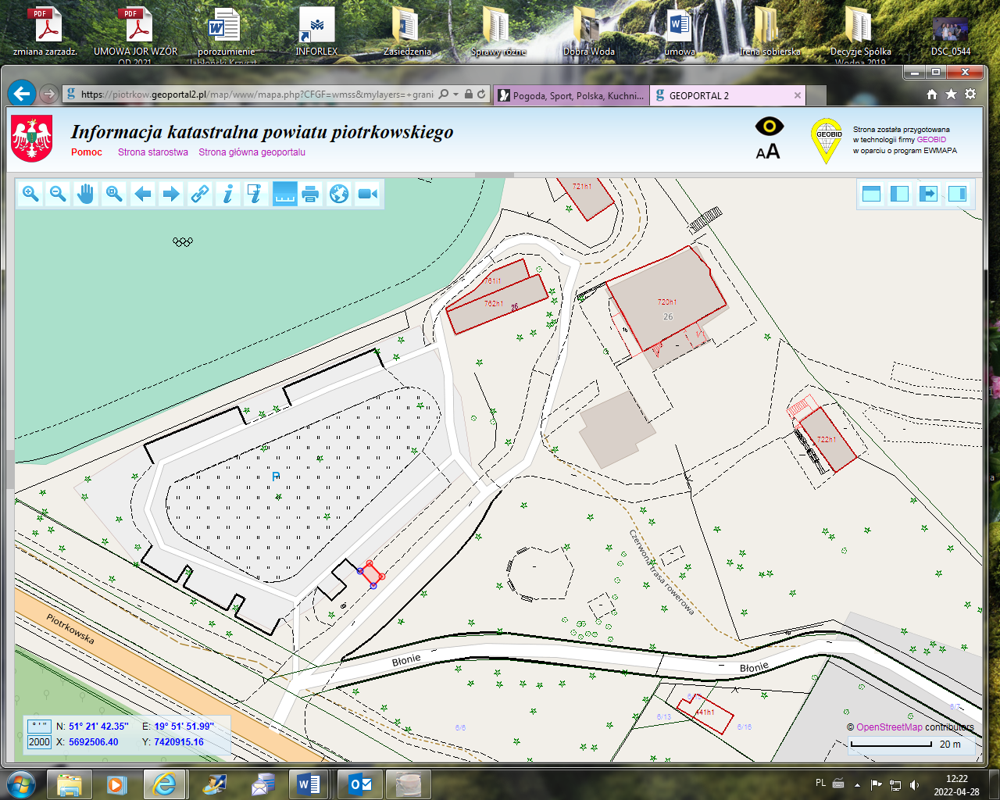 zmiana zarządz.
UMOWA JOR WZÓR
OD 2021
porozumienie
Jabłoński Krzyszt
INFORLEX
Zasiedzenia
Sprawy różne
Dobra Woda
umowa
Irena sobierska
Decyzje Spółka
Wodna 2019
DSC_0544
https://piotrkow.geoportal2.pl/map/www/mapa.php?CFGF=wmss&mylayers=+grani
Pogoda, Sport, Polska, Kuchni...
GEOPORTAL 2
Informacja katastralna powiatu piotrkowskiego
Pomoc Strona starostwa Strona główna geoportalu
AA
GEOBID
Strona została przygotowana
w technologii firmy GEOBID
w oparciu o program EWMAPA
721h1
761i1
762h1
26
720h1
26
722h1
P
Czerwona trasa rowerowa
Piotrkowska
Błonie
Błonie
441h1
6/13
6/16
6/6
6/7
° ' "
N: 51° 21' 42.35" E: 19° 51' 51.99"
2000
X: 5692506.40 Y: 7420915.16
© OpenStreetMap contributors
20 m
PL
12:22
2022-04-28